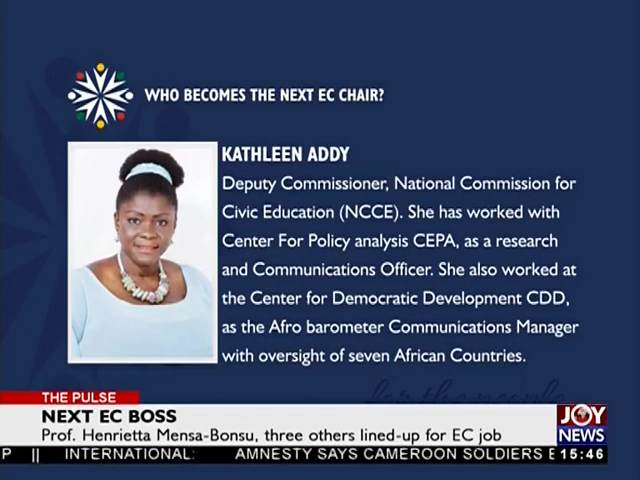 WHO BECOMES THE NEXT EC CHAIR?
KATHLEEN ADDY
Deputy Commissioner, National Commission for
Civic Education (NCCE). She has worked with
Center For Policy analysis CEPA, as a research
and Communications Officer. She also worked at
the Center for Democratic Development CDD,
as the Afro barometer Communications Manager
with oversight of seven African Countries.
for the people
THE PULSE
NEXT EC BOSS
Prof. Henrietta Mensa-Bonsu, three others lined-up for EC job
JOY
NEWS
P || INTERNATIONAL: AMNESTY SAYS CAMEROON SOLDIERS E 15:46